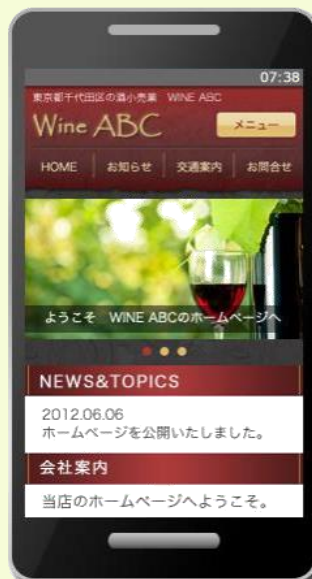 07:38
東京都千代田区の酒小売業　WINE ABC
Wine ABC
メニュー
HOME
お知らせ
交通案内
お問合せ
ようこそ　WINE ABCのホームページへ
NEWS&TOPICS
2012.06.06
ホームページを公開いたしました。
会社案内
当店のホームページへようこそ。